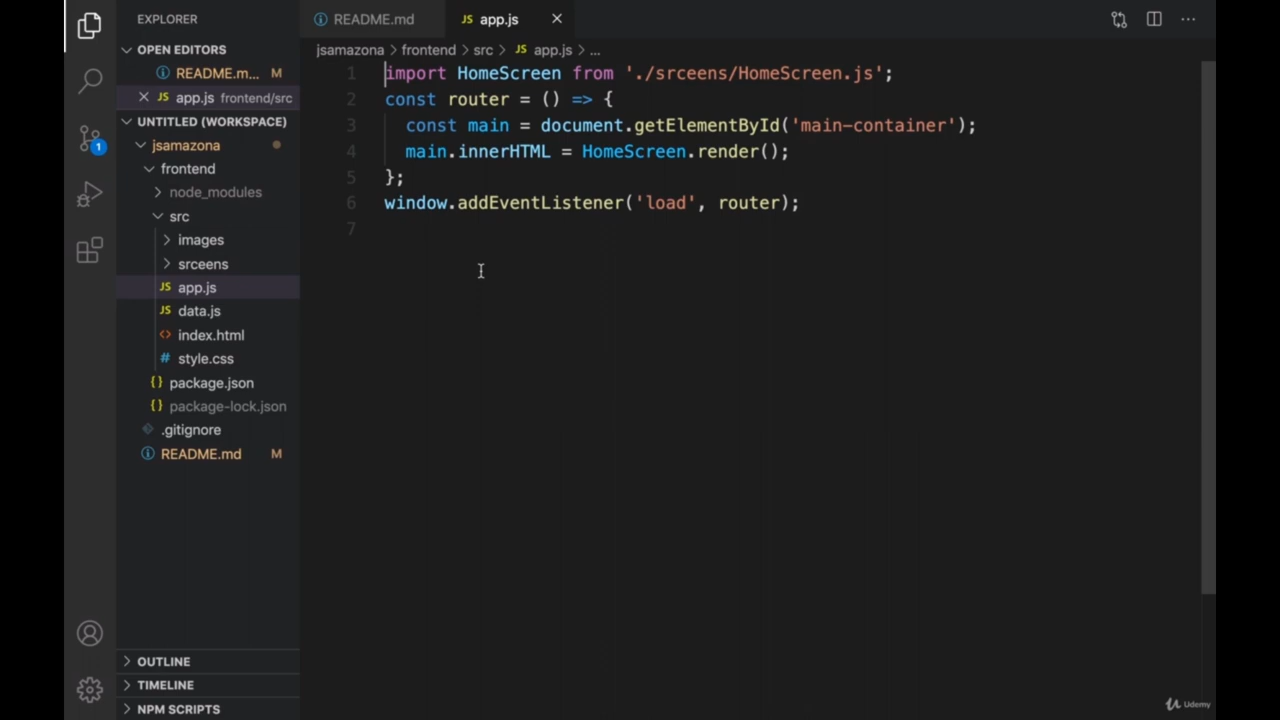 EXPLORER
README.md
app.js
OPEN EDITORS
README.m... M
app.js frontend/src
UNTITLED (WORKSPACE)
jsamazona
frontend
node_modules
src
images
srceens
JS app.js
JS data.js
<> index.html
# style.css
{} package.json
{} package-lock.json
.gitignore
README.md M
OUTLINE
TIMELINE
NPM SCRIPTS
1
JS app.js
jsamazona > frontend > src > JS app.js > ...
1 import HomeScreen from './srceens/HomeScreen.js';
2 const router = () => {
3 const main = document.getElementById('main-container');
4 main.innerHTML = HomeScreen.render();
5 };
6 window.addEventListener('load', router);
7
Udemy